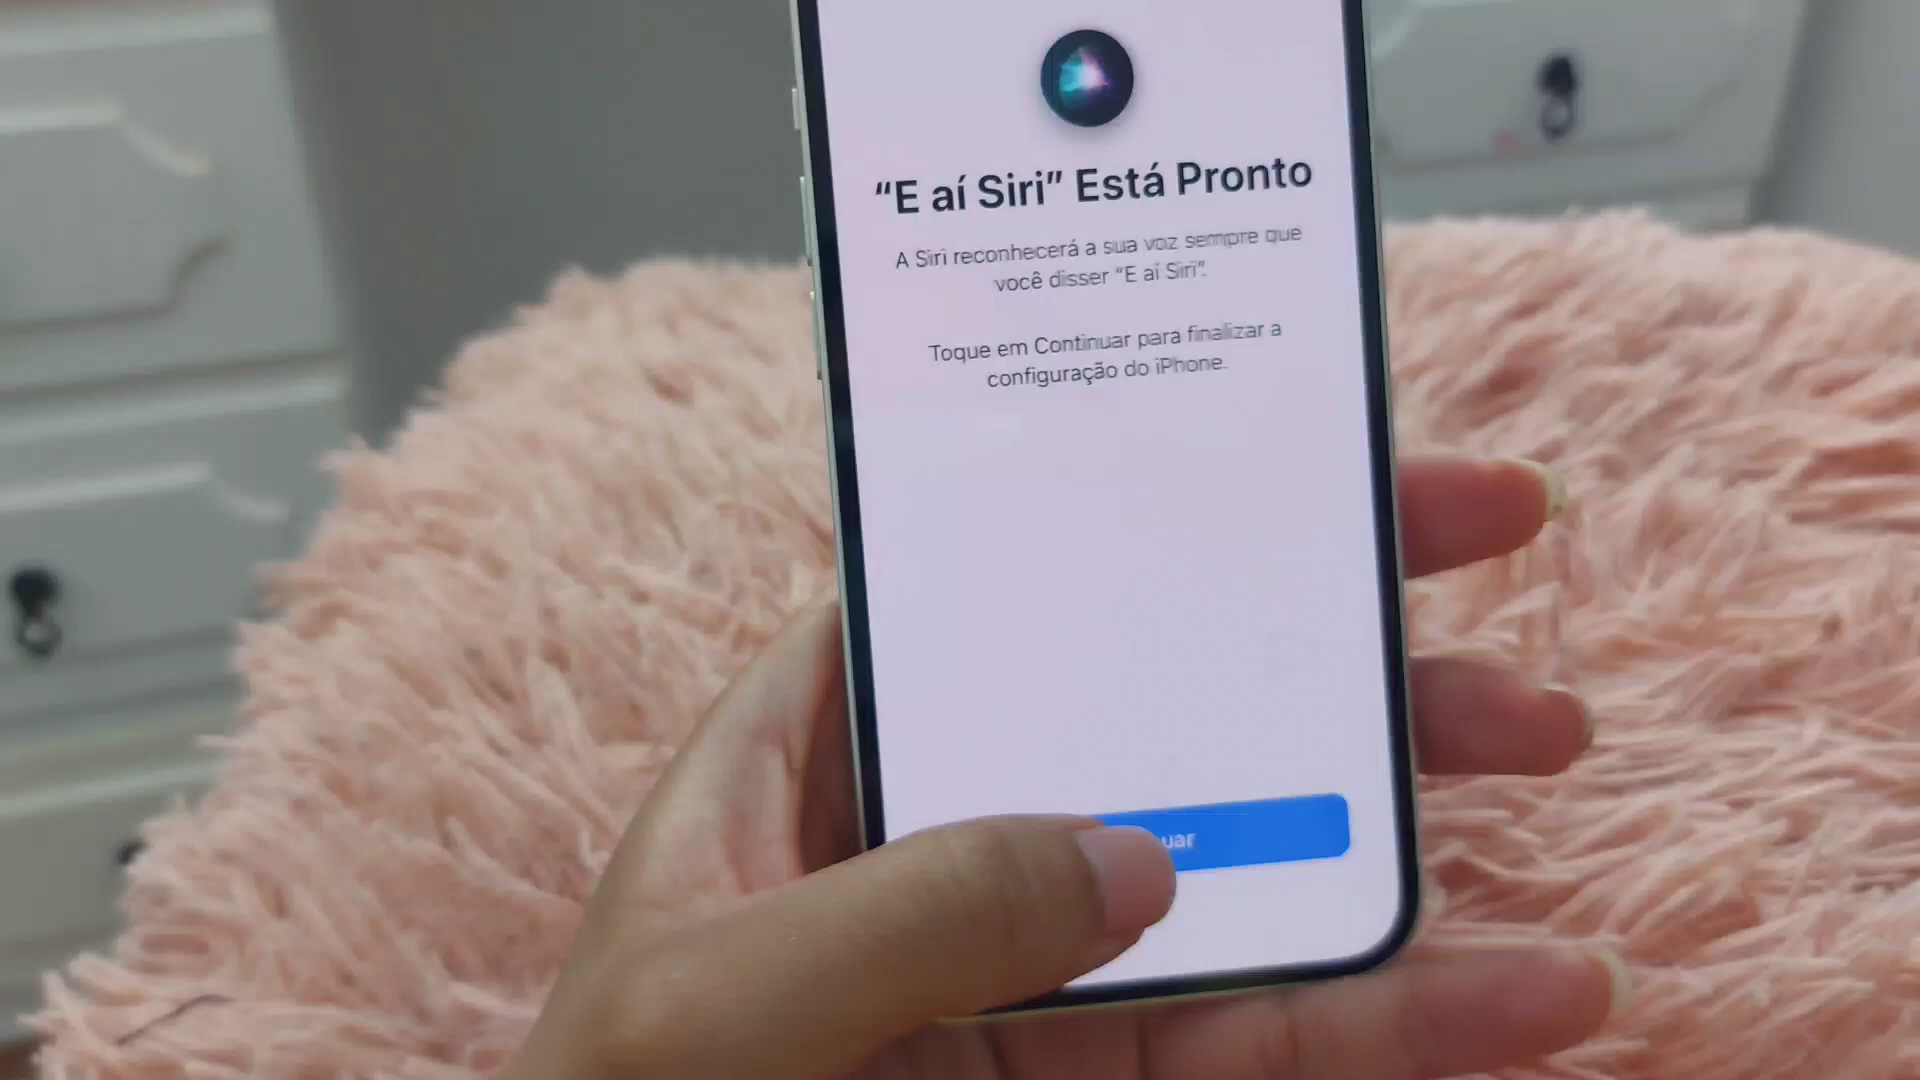 “E aí Siri” Está Pronto
A Siri reconhecerá a sua voz sempre que
você disser “E aí Siri”.
Toque em Continuar para finalizar a
configuração do iPhone.
uar